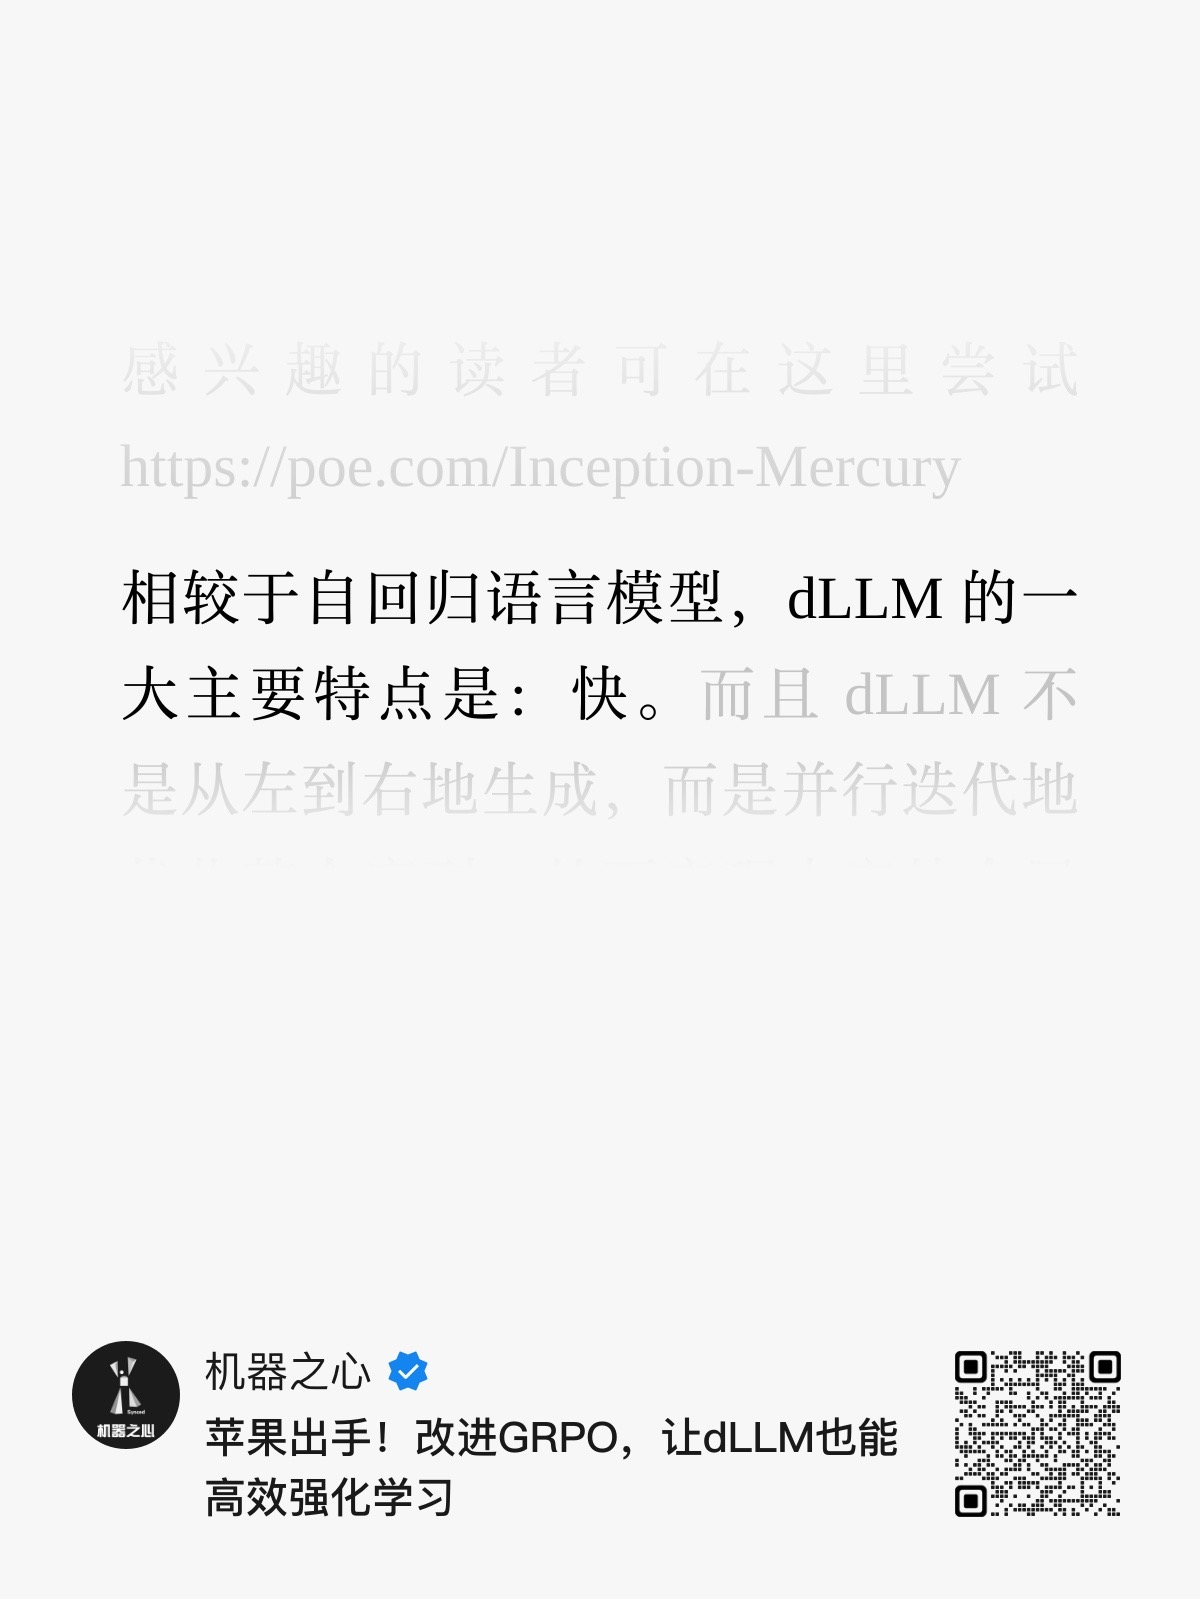 感兴趣的读者可在这里尝试
https://poe.com/Inception-Mercury
相较于自回归语言模型，dLLM 的一
大主要特点是：快。而且 dLLM 不
是从左到右地生成，而是并行迭代地
机器之心
Synced
机器之心
苹果出手！改进GRPO，让dLLM也能
高效强化学习